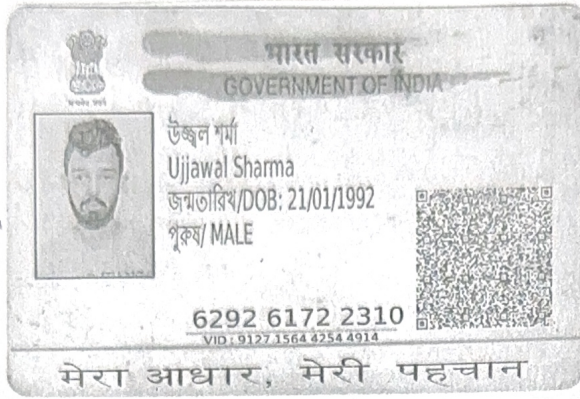 भारत सरकार
GOVERNMENT OF INDIA
উজ্জ্বল শর্মা
Ujjawal Sharma
জন্মতারিখ/DOB: 21/01/1992
পুরুষ/ MALE
6292 6172 2310
VID : 9127 1564 4254 4914
मेरा आधार, मेरी पहचान